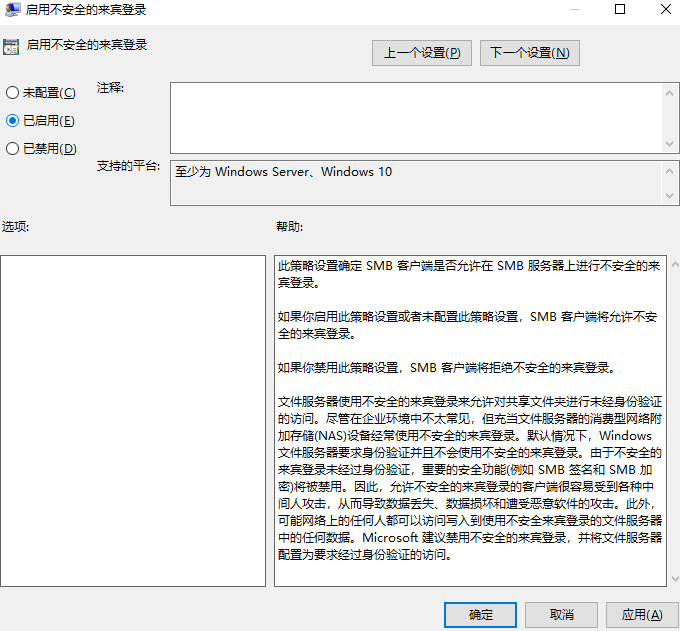 启用不安全的来宾登录
启用不安全的来宾登录
上一个设置(P)
下一个设置(N)
未配置(C)
注释:
已启用(E)
已禁用(D)
支持的平台:
至少为 Windows Server、Windows 10
选项:
帮助:
此策略设置确定 SMB 客户端是否允许在 SMB 服务器上进行不安全的来
宾登录。
如果你启用此策略设置或者未配置此策略设置，SMB 客户端将允许不安
全的来宾登录。
如果你禁用此策略设置，SMB 客户端将拒绝不安全的来宾登录。
文件服务器使用不安全的来宾登录来允许对共享文件夹进行未经身份验证
的访问。尽管在企业环境中不太常见，但充当文件服务器的消费型网络附
加存储(NAS)设备经常使用不安全的来宾登录。默认情况下，Windows
文件服务器要求身份验证并且不会使用不安全的来宾登录。由于不安全的
来宾登录未经过身份验证，重要的安全功能(例如 SMB 签名和 SMB 加
密)将被禁用。因此，允许不安全的来宾登录的客户端很容易受到各种中
间人攻击，从而导致数据丢失、数据损坏和遭受恶意软件的攻击。此外，
可能网络上的任何人都可以访问写入到使用不安全来宾登录的文件服务器
中的任何数据。Microsoft 建议禁用不安全的来宾登录，并将文件服务器
配置为要求经过身份验证的访问。
确定
取消
应用(A)